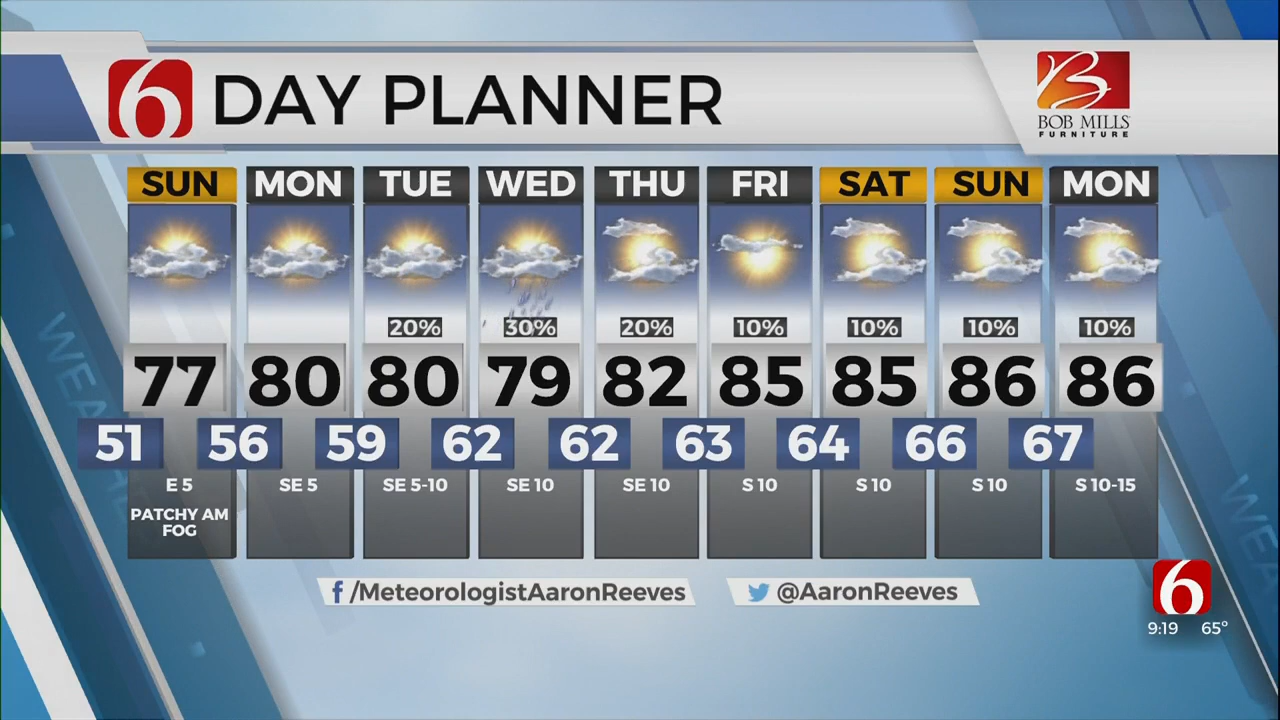 6 DAY PLANNER
BOB MILLS
FURNITURE
SUN MON TUE WED THU FRI SAT SUN MON
20% 30% 20% 10% 10% 10% 10%
77 80 80 79 82 85 85 86 86
51 56 59 62 62 63 64 66 67
E 5 SE 5 SE 5-10 SE 10 SE 10 S 10 S 10 S 10 S 10-15
PATCHY AM
FOG
f /MeteorologistAaronReeves @AaronReeves
6
9:19 65°